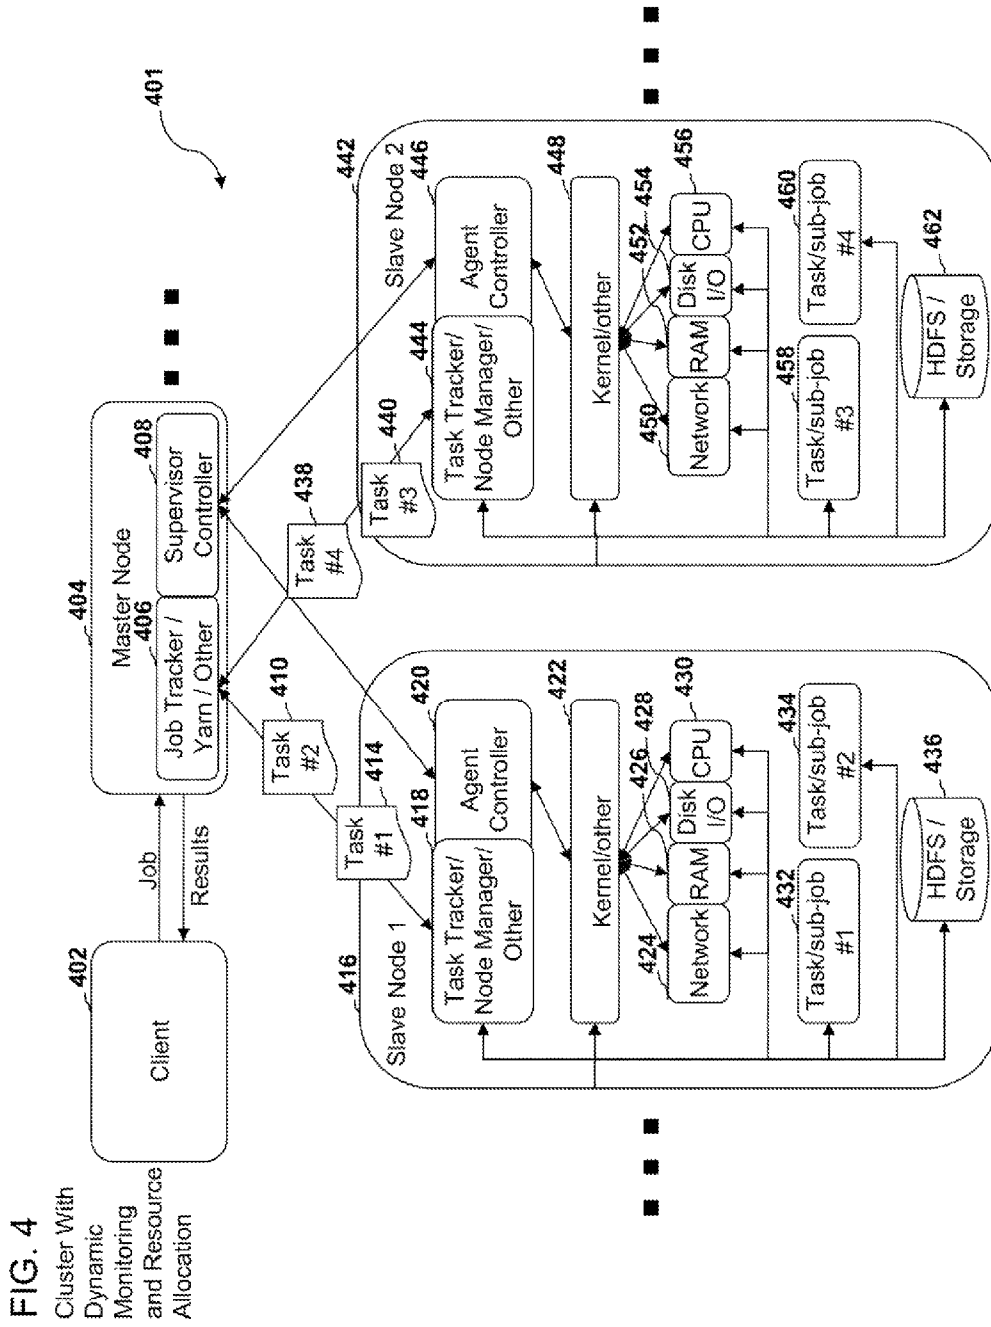 FIG. 4
Cluster With
Dynamic
Monitoring
and Resource
Allocation
401
402
Client
Job
Results
404
Master Node
406
Job Tracker /
Yarn / Other
408
Supervisor
Controller
410
Task
#2
414
Task
#1
438
Task
#4
440
Task
#3
416
Slave Node 1
418
Task Tracker/
Node Manager/
Other
420
Agent
Controller
422
Kernel/other
424
Network
426
RAM
428
Disk
I/O
430
CPU
432
Task/sub-job
#1
434
Task/sub-job
#2
436
HDFS /
Storage
442
Slave Node 2
444
Task Tracker/
Node Manager/
Other
446
Agent
Controller
448
Kernel/other
450
Network
452
RAM
454
Disk
I/O
456
CPU
458
Task/sub-job
#3
460
Task/sub-job
#4
462
HDFS /
Storage